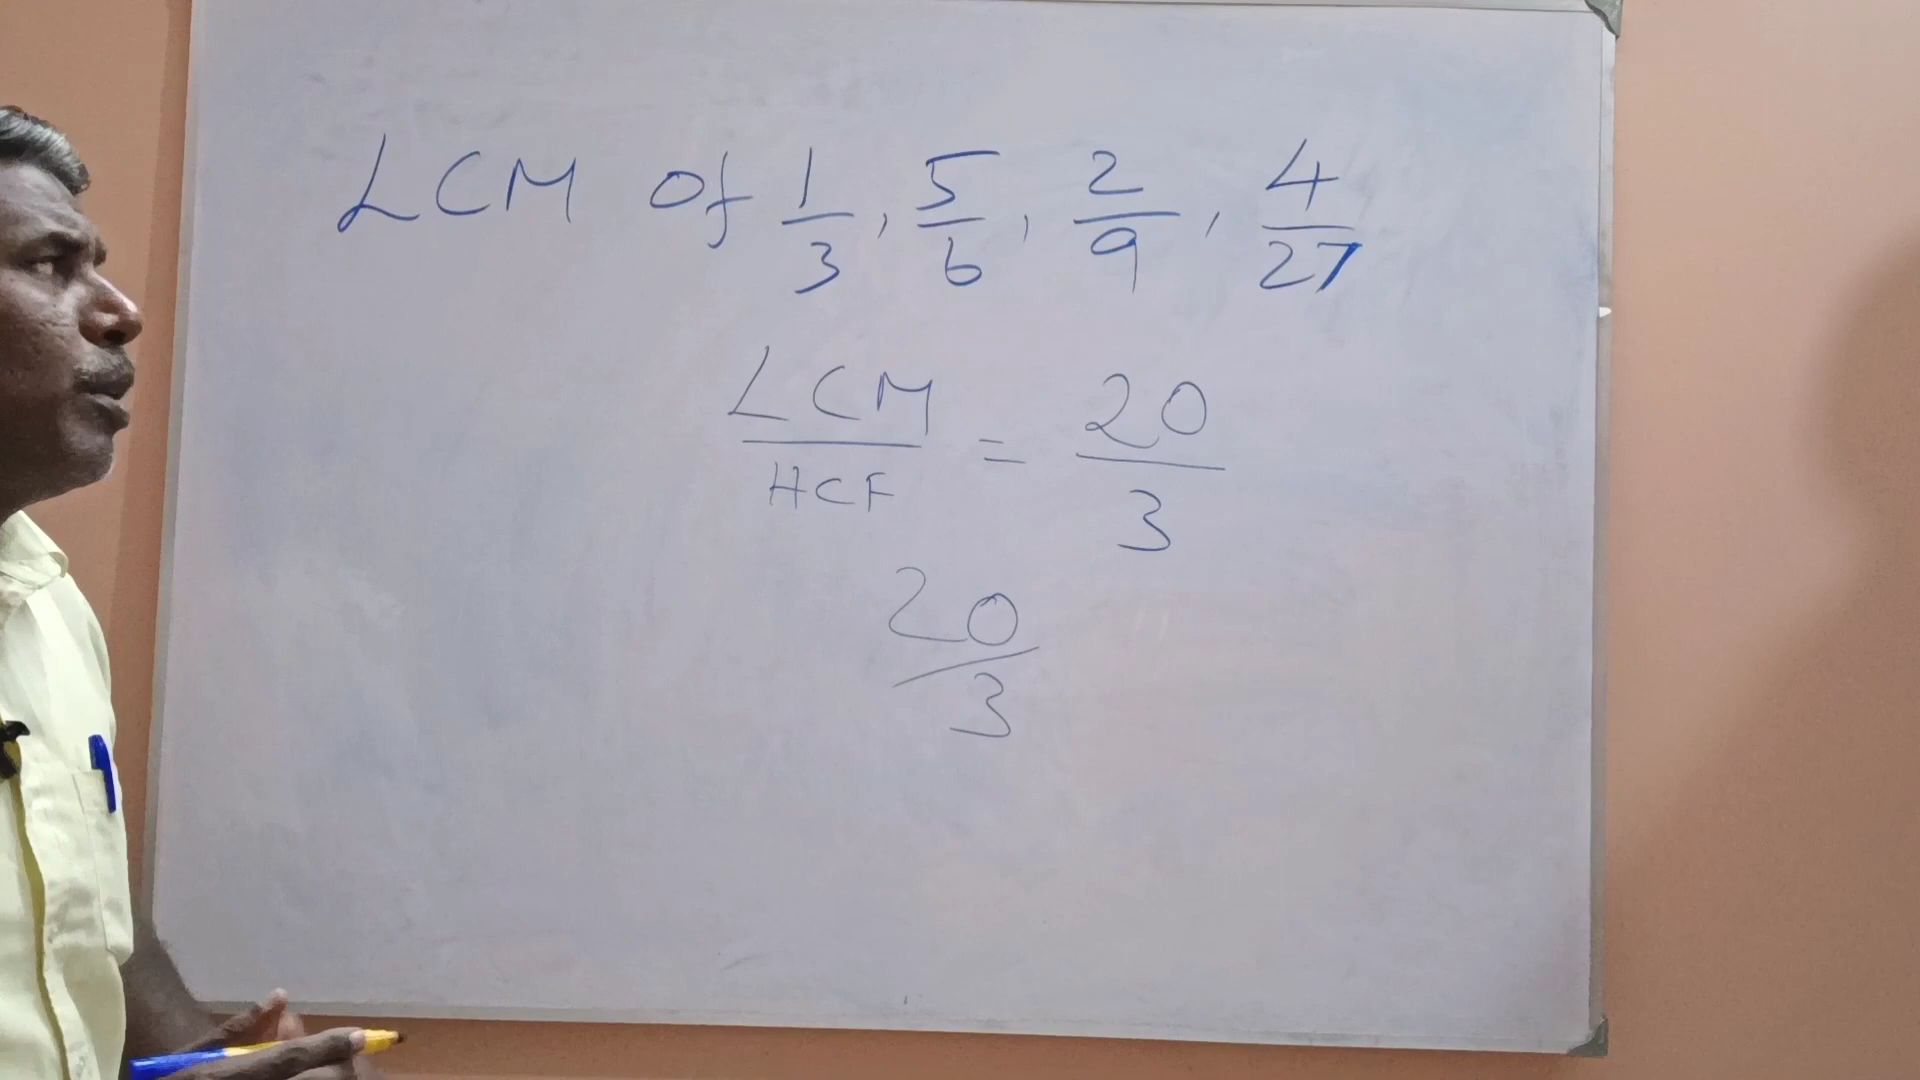 LCM Of 1/3, 5/6, 2/9, 4/27
LCM/HCF = 20/3
20/3